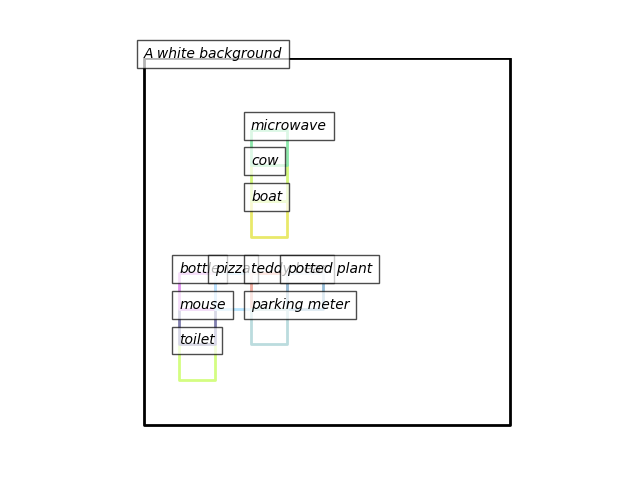 A white background
microwave
cow
boat
bottle
pizza
teddy bear
potted plant
mouse
parking meter
toilet